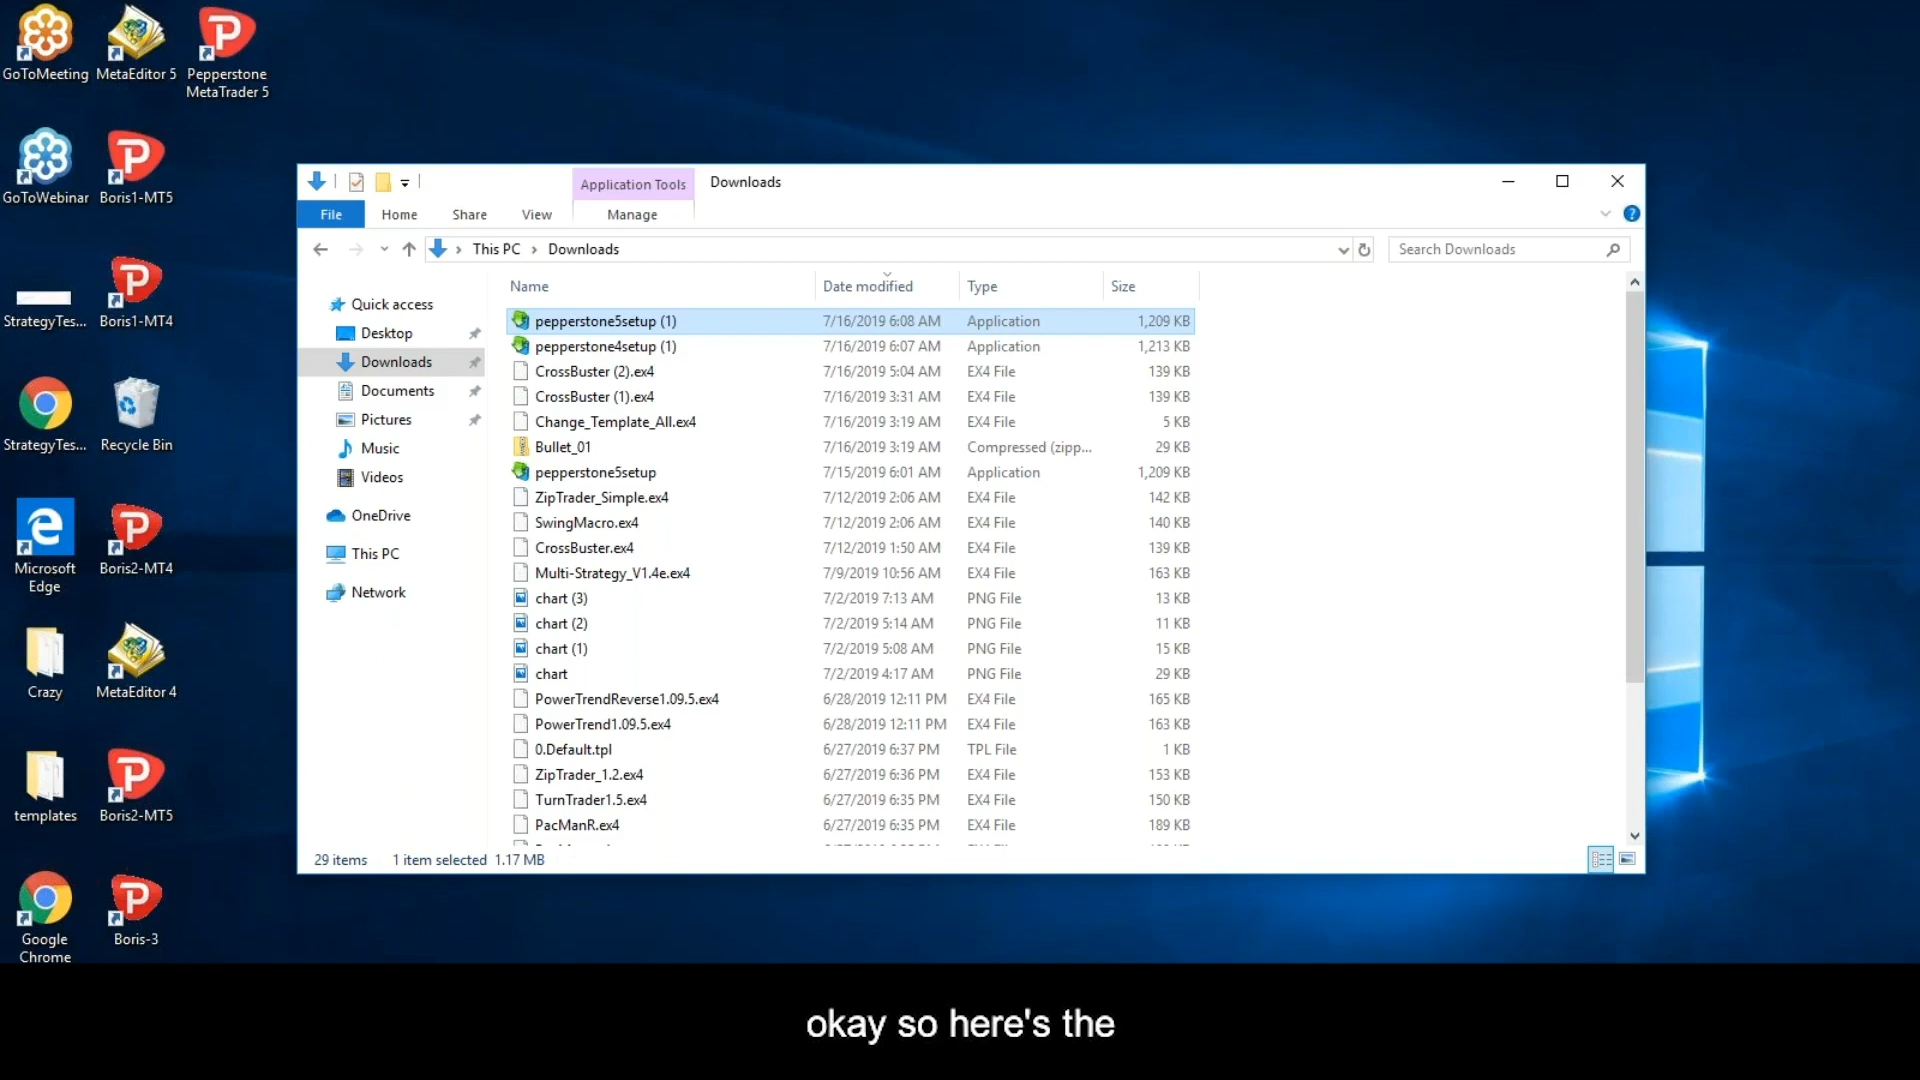 GoToMeeting
MetaEditor 5
Pepperstone
MetaTrader 5
GoToWebinar
Boris1-MT5
StrategyTes...
Boris1-MT4
StrategyTes...
Recycle Bin
Microsoft
Edge
Boris2-MT4
Crazy
MetaEditor 4
templates
Boris2-MT5
Google
Chrome
Boris-3
Application Tools
Downloads
File
Home
Share
View
Manage
This PC
Downloads
Search Downloads
Quick access
Desktop
Downloads
Documents
Pictures
Music
Videos
OneDrive
This PC
Network
Name Date modified Type Size
pepperstone5setup (1) 7/16/2019 6:08 AM Application 1,209 KB
pepperstone4setup (1) 7/16/2019 6:07 AM Application 1,213 KB
CrossBuster (2).ex4 7/16/2019 5:04 AM EX4 File 139 KB
CrossBuster (1).ex4 7/16/2019 3:31 AM EX4 File 139 KB
Change_Template_All.ex4 7/16/2019 3:19 AM EX4 File 5 KB
Bullet_01 7/16/2019 3:19 AM Compressed (zipp... 29 KB
pepperstone5setup 7/15/2019 6:01 AM Application 1,209 KB
ZipTrader_Simple.ex4 7/12/2019 2:06 AM EX4 File 142 KB
SwingMacro.ex4 7/12/2019 2:06 AM EX4 File 140 KB
CrossBuster.ex4 7/12/2019 1:50 AM EX4 File 139 KB
Multi-Strategy_V1.4e.ex4 7/9/2019 10:56 AM EX4 File 163 KB
chart (3) 7/2/2019 7:13 AM PNG File 13 KB
chart (2) 7/2/2019 5:14 AM PNG File 11 KB
chart (1) 7/2/2019 5:08 AM PNG File 15 KB
chart 7/2/2019 4:17 AM PNG File 29 KB
PowerTrendReverse1.09.5.ex4 6/28/2019 12:11 PM EX4 File 165 KB
PowerTrend1.09.5.ex4 6/28/2019 12:11 PM EX4 File 163 KB
0.Default.tpl 6/27/2019 6:37 PM TPL File 1 KB
ZipTrader_1.2.ex4 6/27/2019 6:36 PM EX4 File 153 KB
TurnTrader1.5.ex4 6/27/2019 6:35 PM EX4 File 150 KB
PacManR.ex4 6/27/2019 6:35 PM EX4 File 189 KB
29 items 1 item selected 1.17 MB
okay so here's the